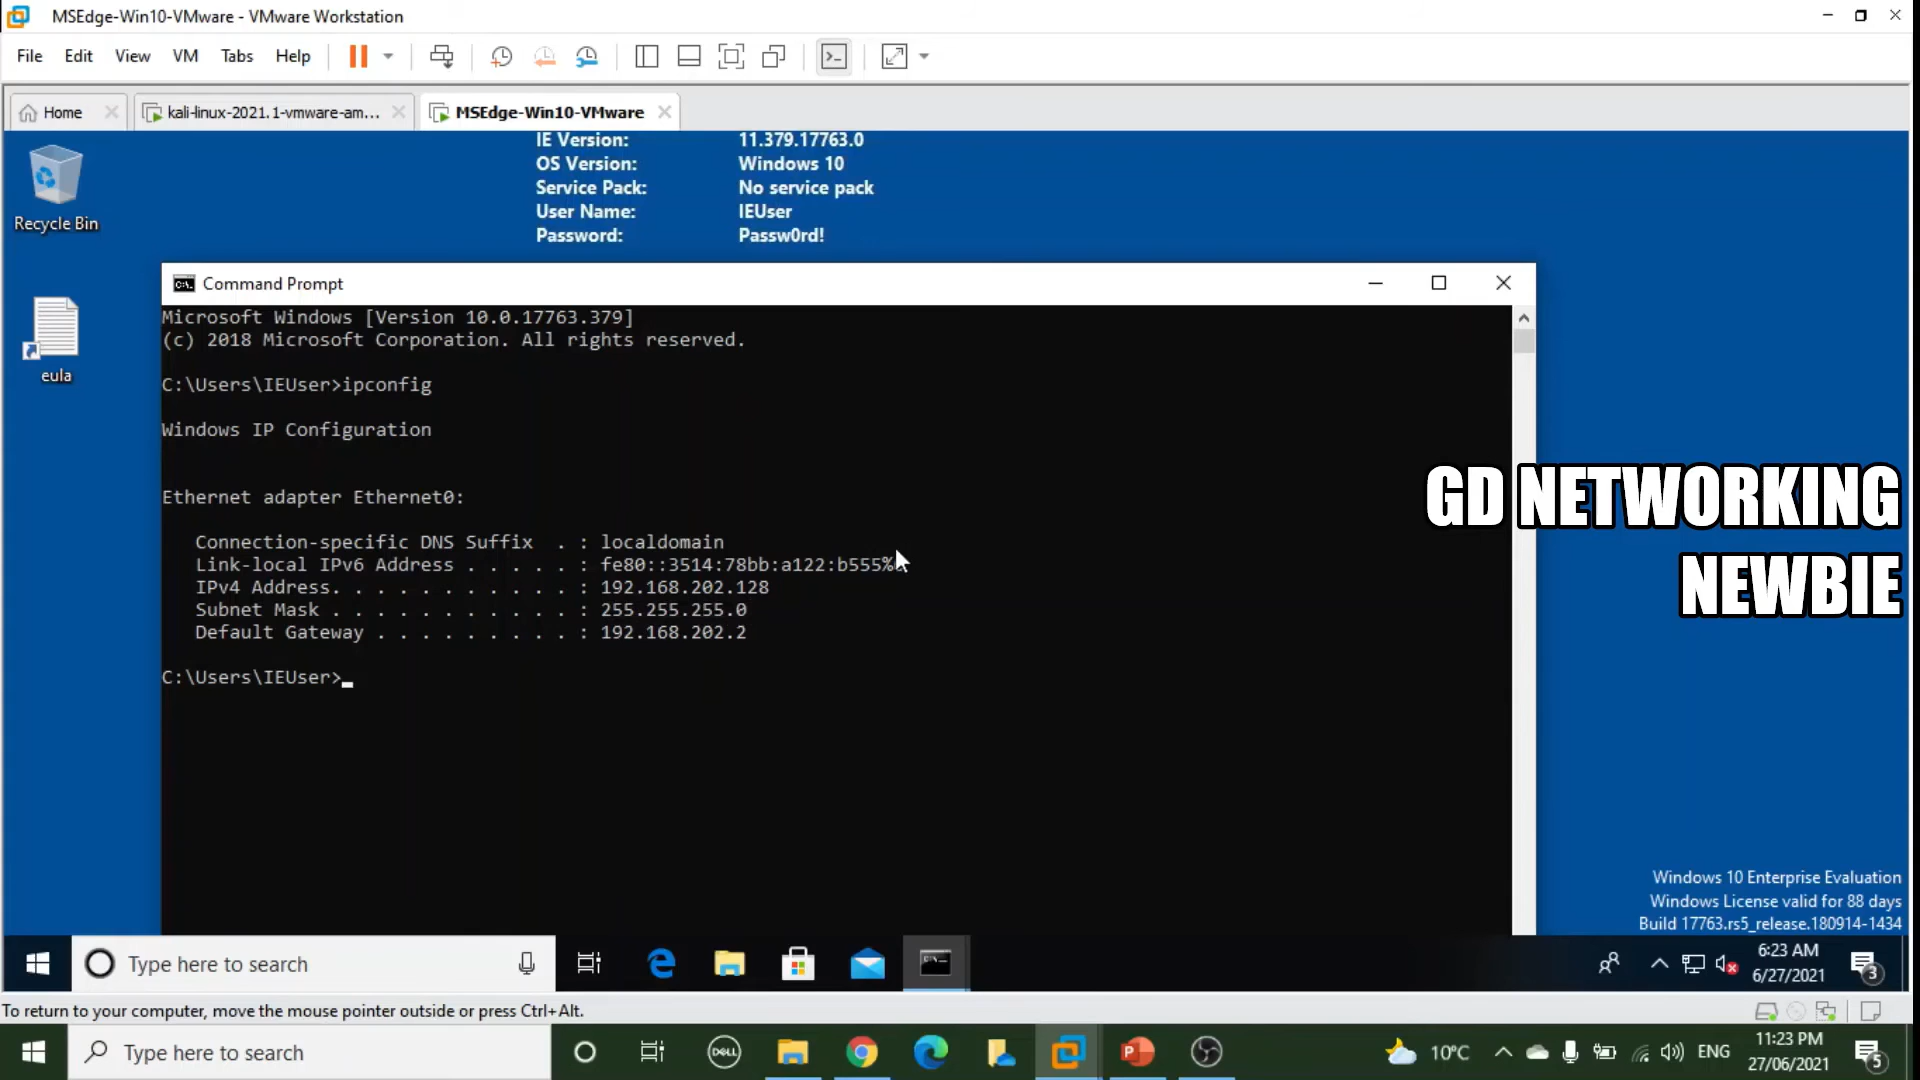 MSEdge-Win10-VMware - VMware Workstation
File Edit View VM Tabs Help
Home kali-linux-2021.1-vmware-am... MSEdge-Win10-VMware
IE Version: 11.379.17763.0
OS Version: Windows 10
Service Pack: No service pack
User Name: IEUser
Password: Passw0rd!
Recycle Bin
eula
Command Prompt
Microsoft Windows [Version 10.0.17763.379]
(c) 2018 Microsoft Corporation. All rights reserved.
C:\Users\IEUser>ipconfig
Windows IP Configuration
Ethernet adapter Ethernet0:
Connection-specific DNS Suffix . : localdomain
Link-local IPv6 Address . . . . . : fe80::3514:78bb:a122:b555%
IPv4 Address. . . . . . . . . . . : 192.168.202.128
Subnet Mask . . . . . . . . . . . : 255.255.255.0
Default Gateway . . . . . . . . . : 192.168.202.2
C:\Users\IEUser>
GD NETWORKING
NEWBIE
Windows 10 Enterprise Evaluation
Windows License valid for 88 days
Build 17763.rs5_release.180914-1434
Type here to search
6:23 AM
6/27/2021
3
To return to your computer, move the mouse pointer outside or press Ctrl+Alt.
Type here to search
DELL
10°C
ENG
11:23 PM
27/06/2021
5